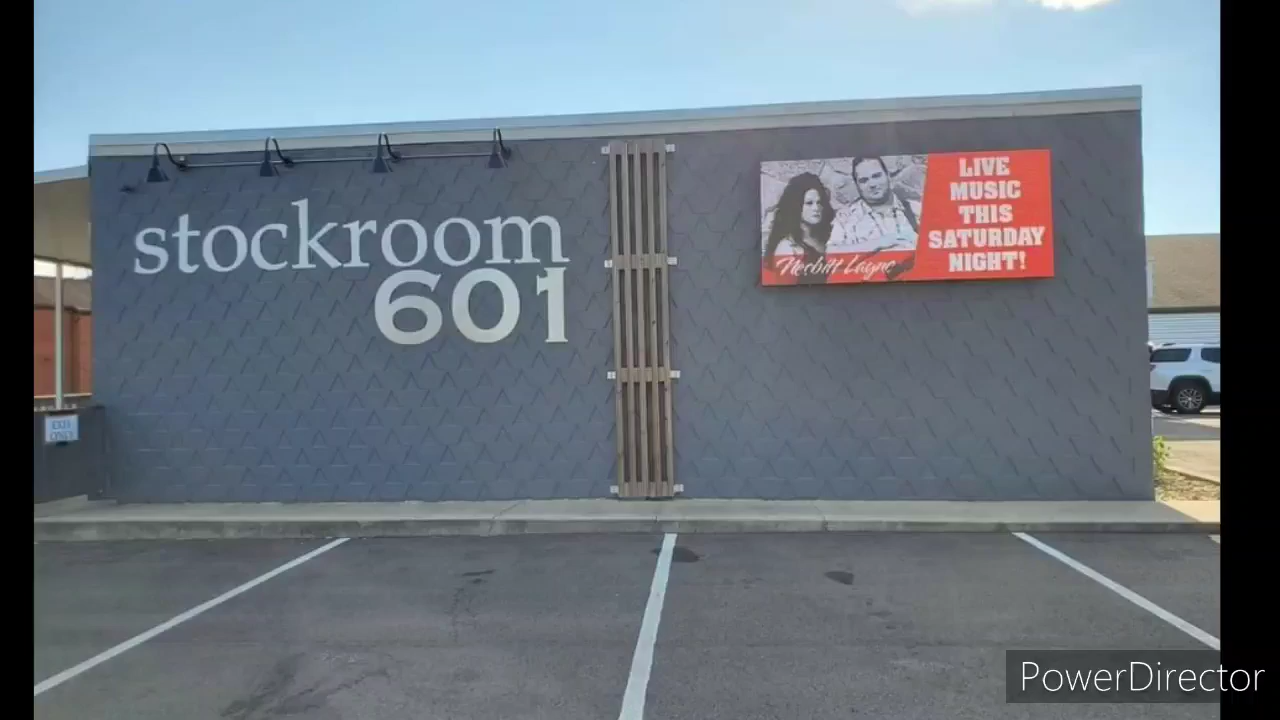 stockroom
601
LIVE
MUSIC
THIS
SATURDAY
NIGHT!
Nesbitt Layne
EXIT
ONLY
PowerDirector